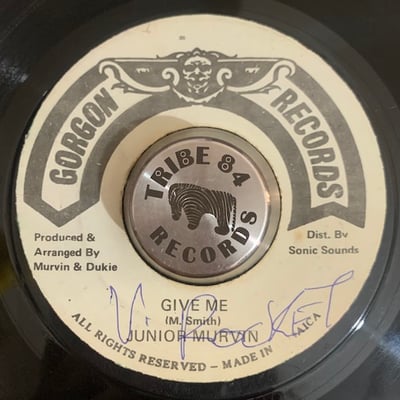 GORGON RECORDS
TRIBE 84
RECORDS
Produced &
Arranged By
Murvin & Dukie
Dist. By
Sonic Sounds
GIVE ME
(M. Smith)
JUNIOR MURVIN
ALL RIGHTS RESERVED - MADE IN JAMAICA